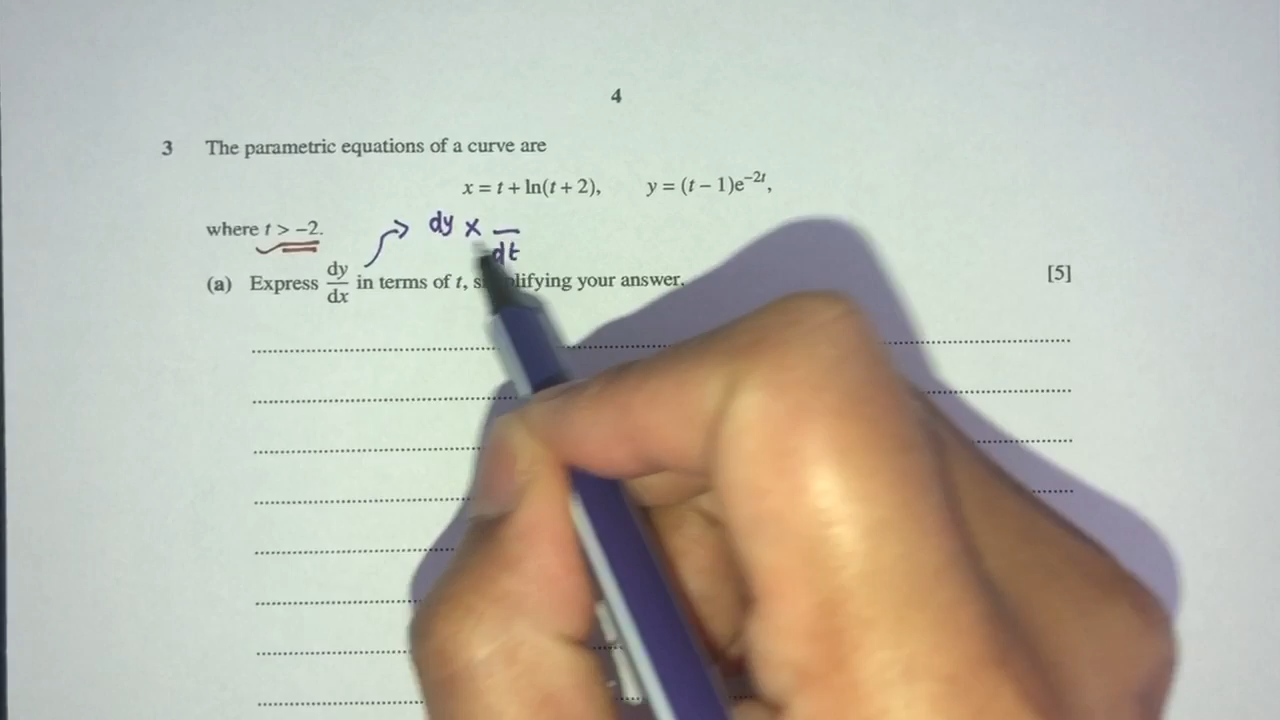 4
3 The parametric equations of a curve are
x = t + ln(t + 2), y = (t − 1)e⁻²ᵗ,
where t > −2.
dy × —
dt
(a) Express dy/dx in terms of t, s lifying your answer. [5]